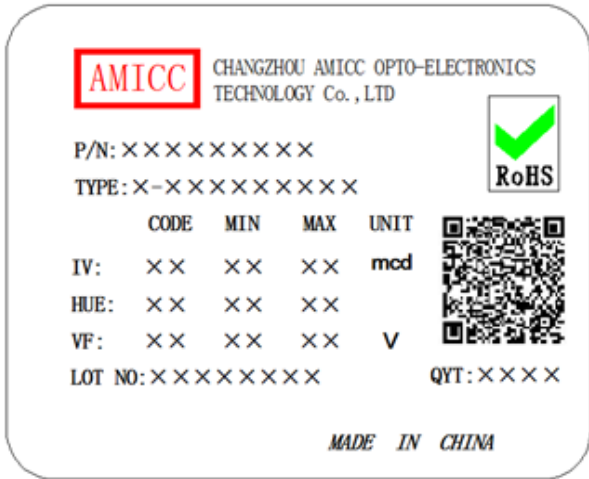 AMICC
CHANGZHOU AMICC OPTO-ELECTRONICS
TECHNOLOGY Co.,LTD
RoHS
P/N:×××××××××
TYPE:×-×××××××××
CODE MIN MAX UNIT
IV: ×× ×× ×× mcd
HUE: ×× ×× ××
VF: ×× ×× ×× V
LOT NO:×××××××× QYT:××××
MADE IN CHINA